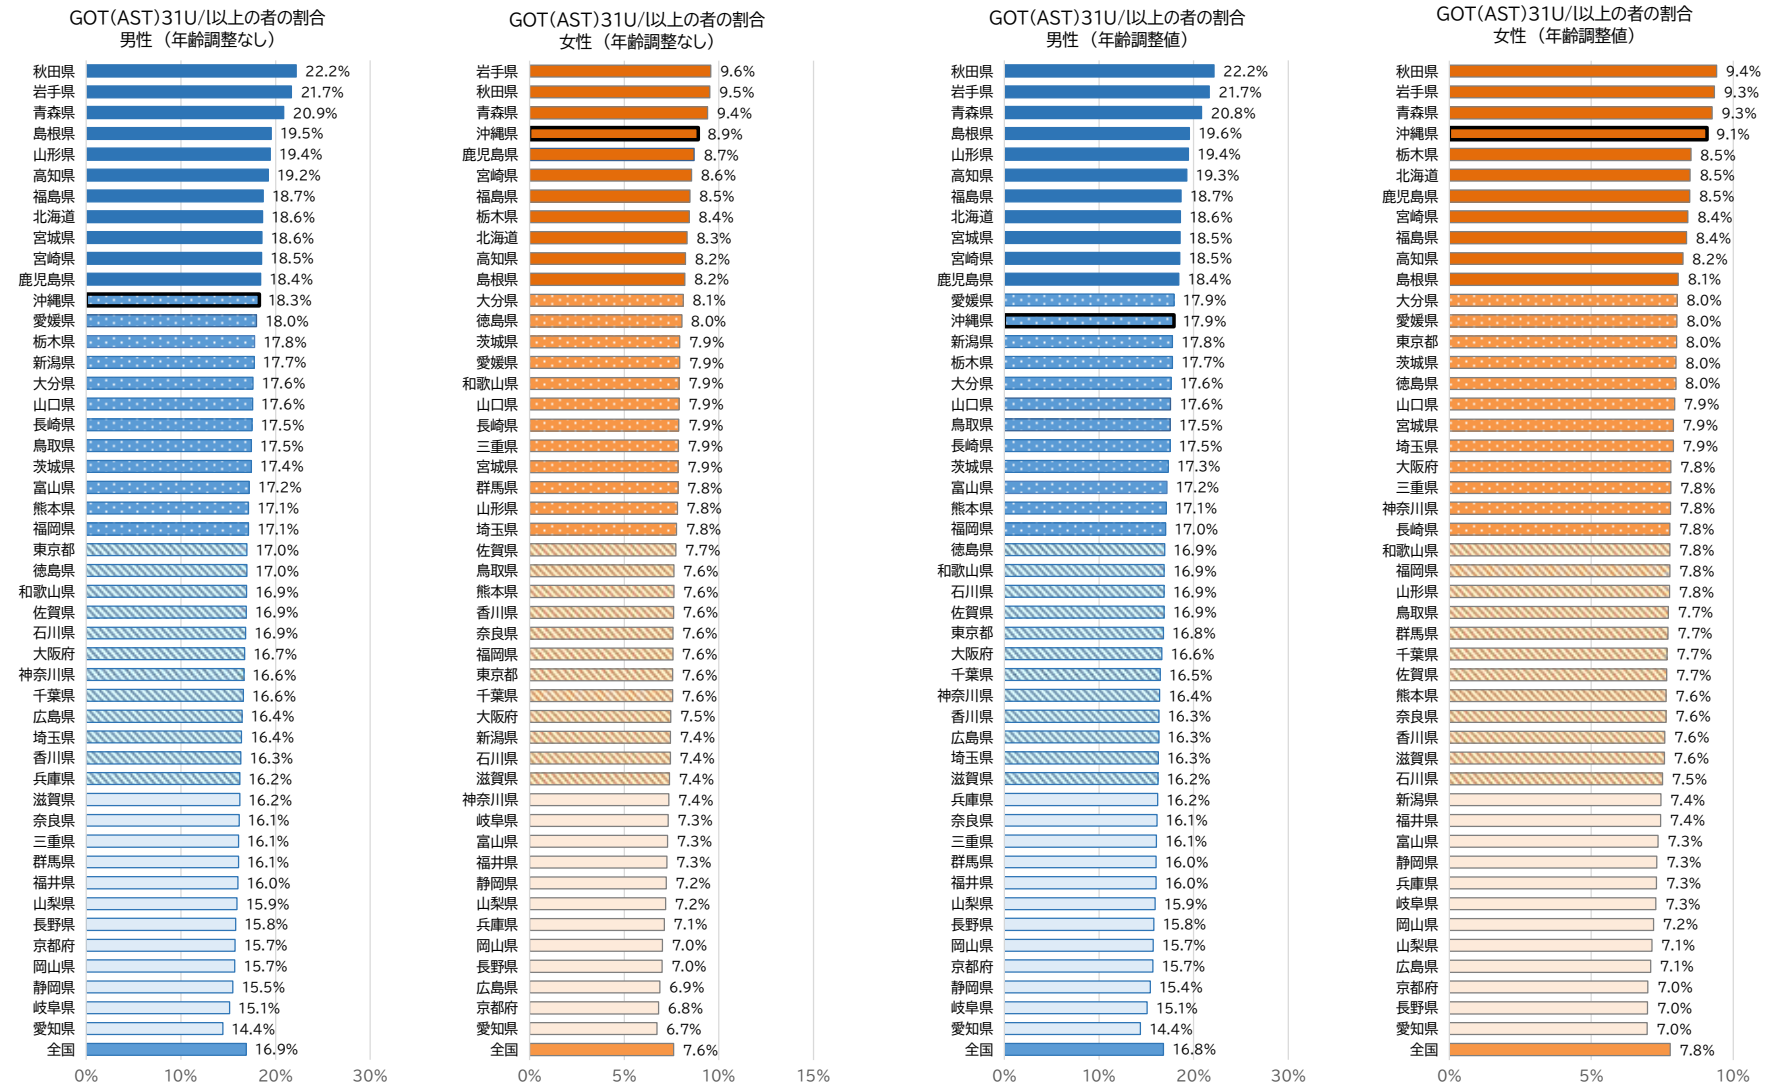 GOT(AST)31U/l以上の者の割合
男性 (年齢調整なし)
秋田県 22.2%
岩手県 21.7%
青森県 20.9%
島根県 19.5%
山形県 19.4%
高知県 19.2%
福島県 18.7%
北海道 18.6%
宮城県 18.6%
宮崎県 18.5%
鹿児島県 18.4%
沖縄県 18.3%
愛媛県 18.0%
栃木県 17.8%
新潟県 17.7%
大分県 17.6%
山口県 17.6%
長崎県 17.5%
鳥取県 17.5%
茨城県 17.4%
富山県 17.2%
熊本県 17.1%
福岡県 17.1%
東京都 17.0%
徳島県 17.0%
和歌山県 16.9%
佐賀県 16.9%
石川県 16.9%
大阪府 16.7%
神奈川県 16.6%
千葉県 16.6%
広島県 16.4%
埼玉県 16.4%
香川県 16.3%
兵庫県 16.2%
滋賀県 16.2%
奈良県 16.1%
三重県 16.1%
群馬県 16.1%
福井県 16.0%
山梨県 15.9%
長野県 15.8%
京都府 15.7%
岡山県 15.7%
静岡県 15.5%
岐阜県 15.1%
愛知県 14.4%
全国 16.9%
0% 10% 20% 30%
GOT(AST)31U/l以上の者の割合
女性 (年齢調整なし)
岩手県 9.6%
秋田県 9.5%
青森県 9.4%
沖縄県 8.9%
鹿児島県 8.7%
宮崎県 8.6%
福島県 8.5%
栃木県 8.4%
北海道 8.3%
高知県 8.2%
島根県 8.2%
大分県 8.1%
徳島県 8.0%
茨城県 7.9%
愛媛県 7.9%
和歌山県 7.9%
山口県 7.9%
長崎県 7.9%
三重県 7.9%
宮城県 7.9%
群馬県 7.8%
山形県 7.8%
埼玉県 7.8%
佐賀県 7.7%
鳥取県 7.6%
熊本県 7.6%
香川県 7.6%
奈良県 7.6%
福岡県 7.6%
東京都 7.6%
千葉県 7.6%
大阪府 7.5%
新潟県 7.4%
石川県 7.4%
滋賀県 7.4%
神奈川県 7.4%
岐阜県 7.3%
富山県 7.3%
福井県 7.3%
静岡県 7.2%
山梨県 7.2%
兵庫県 7.1%
岡山県 7.0%
長野県 7.0%
広島県 6.9%
京都府 6.8%
愛知県 6.7%
全国 7.6%
0% 5% 10% 15%
GOT(AST)31U/l以上の者の割合
男性 (年齢調整値)
秋田県 22.2%
岩手県 21.7%
青森県 20.8%
島根県 19.6%
山形県 19.4%
高知県 19.3%
福島県 18.7%
北海道 18.6%
宮城県 18.5%
宮崎県 18.5%
鹿児島県 18.4%
愛媛県 17.9%
沖縄県 17.9%
新潟県 17.8%
栃木県 17.7%
大分県 17.6%
山口県 17.6%
鳥取県 17.5%
長崎県 17.5%
茨城県 17.3%
富山県 17.2%
熊本県 17.1%
福岡県 17.0%
徳島県 16.9%
和歌山県 16.9%
石川県 16.9%
佐賀県 16.9%
東京都 16.8%
大阪府 16.6%
千葉県 16.5%
神奈川県 16.4%
香川県 16.3%
広島県 16.3%
埼玉県 16.3%
滋賀県 16.2%
兵庫県 16.2%
奈良県 16.1%
三重県 16.1%
群馬県 16.0%
福井県 16.0%
山梨県 15.9%
長野県 15.8%
岡山県 15.7%
京都府 15.7%
静岡県 15.4%
岐阜県 15.1%
愛知県 14.4%
全国 16.8%
0% 10% 20% 30%
GOT(AST)31U/l以上の者の割合
女性 (年齢調整値)
秋田県 9.4%
岩手県 9.3%
青森県 9.3%
沖縄県 9.1%
栃木県 8.5%
北海道 8.5%
鹿児島県 8.5%
宮崎県 8.4%
福島県 8.4%
高知県 8.2%
島根県 8.1%
大分県 8.0%
愛媛県 8.0%
東京都 8.0%
茨城県 8.0%
徳島県 8.0%
山口県 7.9%
宮城県 7.9%
埼玉県 7.9%
大阪府 7.8%
三重県 7.8%
神奈川県 7.8%
長崎県 7.8%
和歌山県 7.8%
福岡県 7.8%
山形県 7.8%
鳥取県 7.7%
群馬県 7.7%
千葉県 7.7%
佐賀県 7.7%
熊本県 7.6%
奈良県 7.6%
香川県 7.6%
滋賀県 7.6%
石川県 7.5%
新潟県 7.4%
福井県 7.4%
富山県 7.3%
静岡県 7.3%
兵庫県 7.3%
岐阜県 7.3%
岡山県 7.2%
山梨県 7.1%
広島県 7.1%
京都府 7.0%
長野県 7.0%
愛知県 7.0%
全国 7.8%
0% 5% 10%